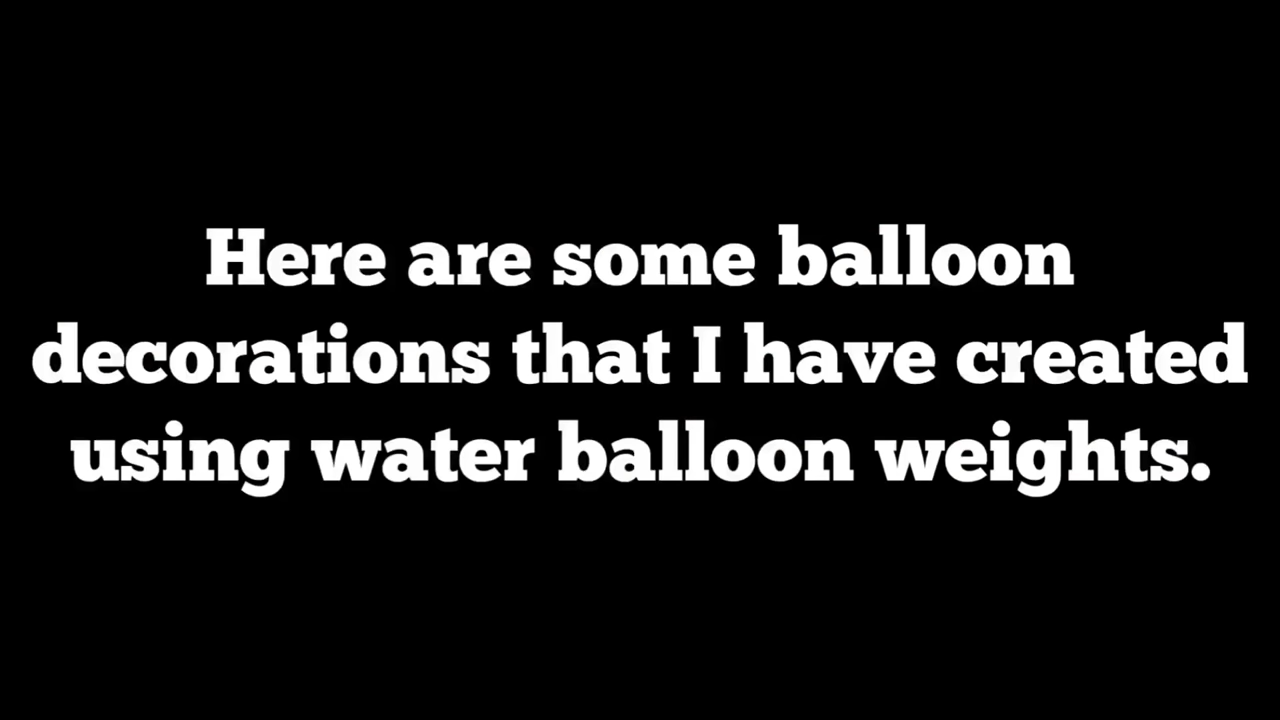 Here are some balloon
decorations that I have created
using water balloon weights.